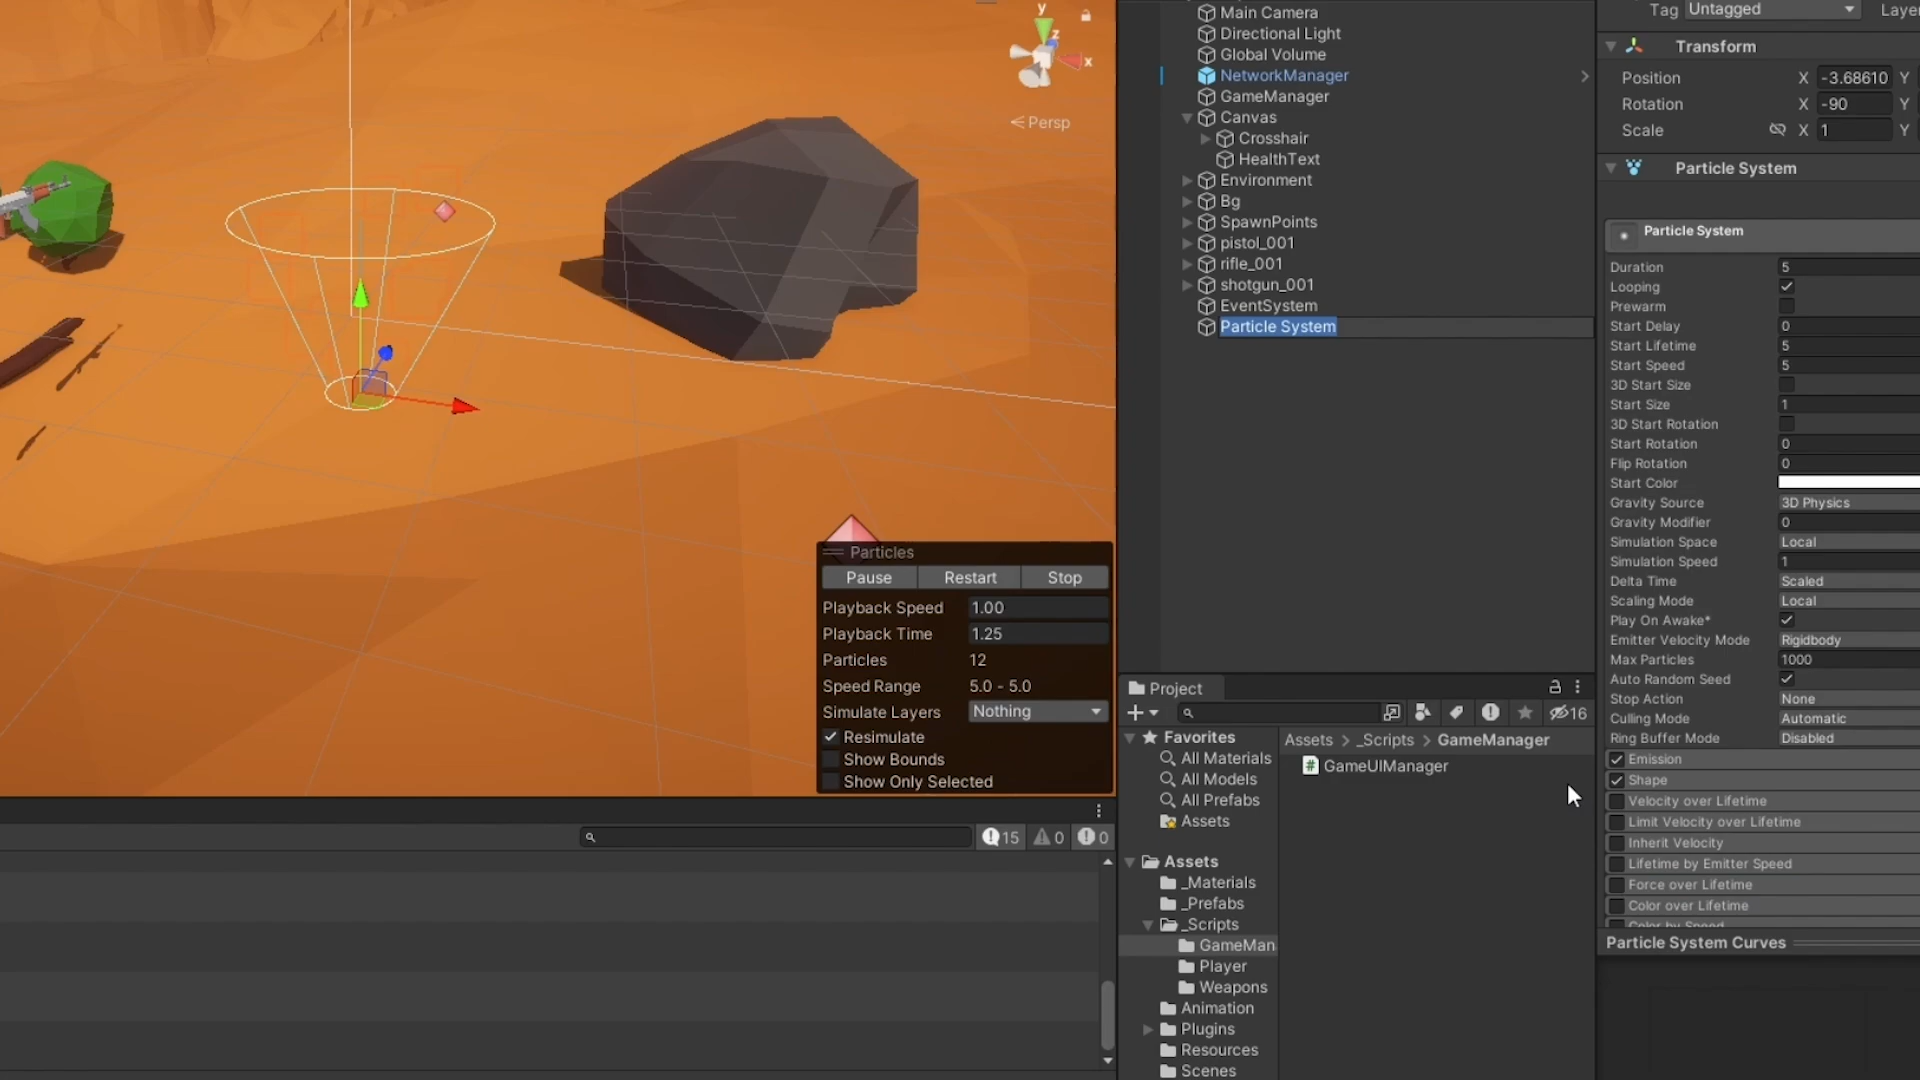 y
z
x
Persp
Particles
Pause Restart Stop
Playback Speed 1.00
Playback Time 1.25
Particles 12
Speed Range 5.0 - 5.0
Simulate Layers Nothing
Resimulate
Show Bounds
Show Only Selected
15 0 0
Main Camera
Directional Light
Global Volume
NetworkManager
GameManager
Canvas
Crosshair
HealthText
Environment
Bg
SpawnPoints
pistol_001
rifle_001
shotgun_001
EventSystem
Particle System
Project
16
Favorites
All Materials
All Models
All Prefabs
Assets
Assets
_Materials
_Prefabs
_Scripts
GameMan
Player
Weapons
Animation
Plugins
Resources
Scenes
Assets > _Scripts > GameManager
# GameUIManager
Tag Untagged Layer
Transform
Position X -3.68610 Y
Rotation X -90 Y
Scale X 1 Y
Particle System
Particle System
Duration 5
Looping
Prewarm
Start Delay 0
Start Lifetime 5
Start Speed 5
3D Start Size
Start Size 1
3D Start Rotation
Start Rotation 0
Flip Rotation 0
Start Color
Gravity Source 3D Physics
Gravity Modifier 0
Simulation Space Local
Simulation Speed 1
Delta Time Scaled
Scaling Mode Local
Play On Awake*
Emitter Velocity Mode Rigidbody
Max Particles 1000
Auto Random Seed
Stop Action None
Culling Mode Automatic
Ring Buffer Mode Disabled
Emission
Shape
Velocity over Lifetime
Limit Velocity over Lifetime
Inherit Velocity
Lifetime by Emitter Speed
Force over Lifetime
Color over Lifetime
Color by Speed
Particle System Curves